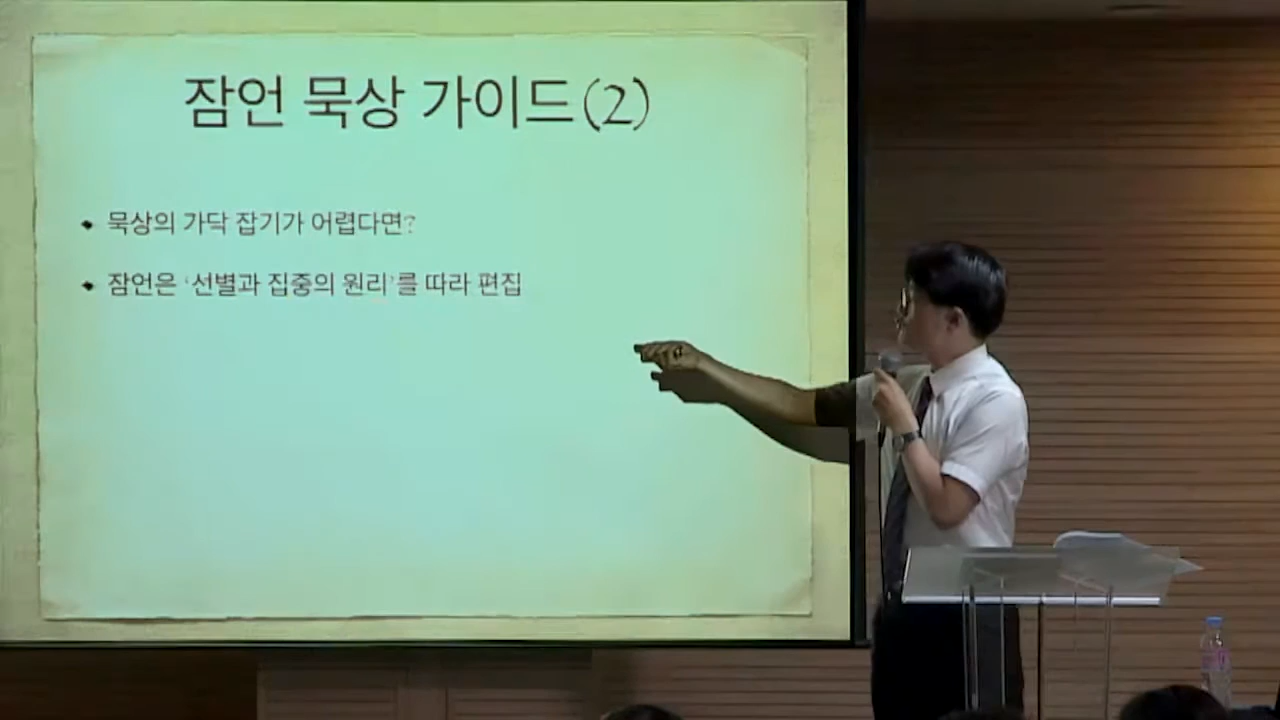 잠언 묵상 가이드(2)
◆ 묵상의 가닥 잡기가 어렵다면?
◆ 잠언은 ‘선별과 집중의 원리’를 따라 편집